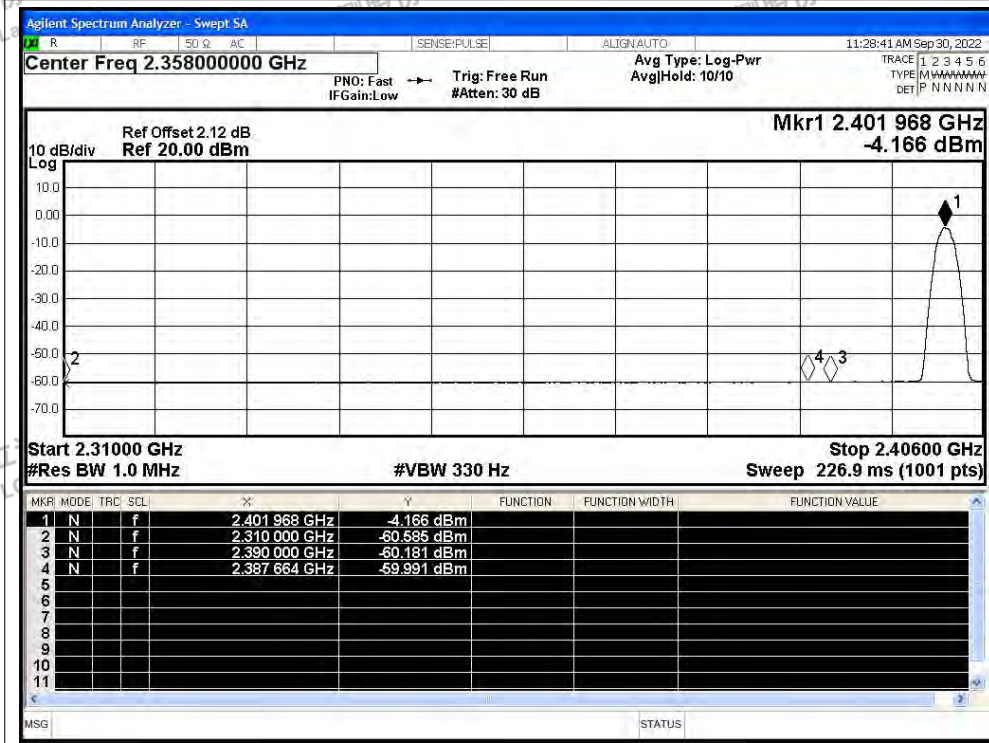 Agilent Spectrum Analyzer - Swept SA
R RF 50 Ω AC SENSE:PULSE ALIGN AUTO 11:28:41 AM Sep 30, 2022
Center Freq 2.358000000 GHz
PNO: Fast
IFGain:Low
Trig: Free Run
#Atten: 30 dB
Avg Type: Log-Pwr
Avg|Hold: 10/10
TRACE 1 2 3 4 5 6
TYPE M W W W W W
DET P N N N N N
Ref Offset 2.12 dB
10 dB/div Ref 20.00 dBm
Log
Mkr1 2.401 968 GHz
-4.166 dBm
10.0
0.00
-10.0
-20.0
-30.0
-40.0
-50.0
-60.0
-70.0
1
2
4 3
Start 2.31000 GHz Stop 2.40600 GHz
#Res BW 1.0 MHz #VBW 330 Hz Sweep 226.9 ms (1001 pts)
MKR MODE TRC SCL X Y FUNCTION FUNCTION WIDTH FUNCTION VALUE
1 N f 2.401 968 GHz -4.166 dBm
2 N f 2.310 000 GHz -60.585 dBm
3 N f 2.390 000 GHz -60.181 dBm
4 N f 2.387 664 GHz -59.991 dBm
5
6
7
8
9
10
11
MSG STATUS